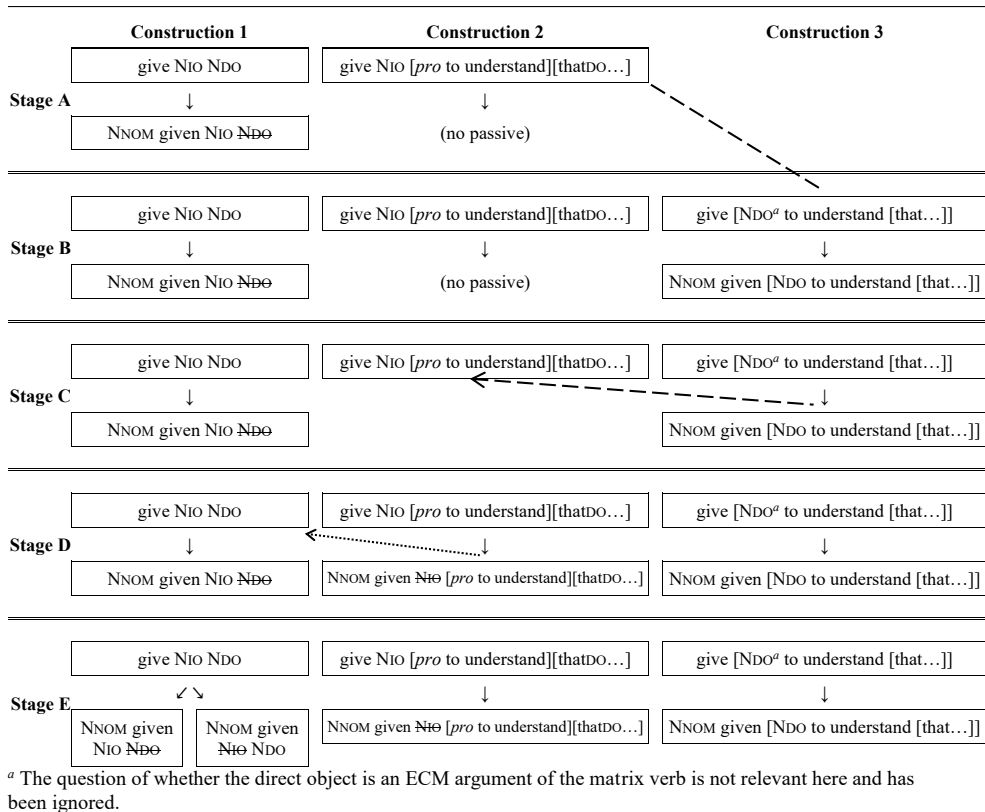 Construction 1 Construction 2 Construction 3
give NIO NDO give NIO [pro to understand][thatDO…]
Stage A ↓ ↓
NNOM given NIO NDO (no passive)
give NIO NDO give NIO [pro to understand][thatDO…] give [NDOᵃ to understand [that…]]
Stage B ↓ ↓ ↓
NNOM given NIO NDO (no passive) NNOM given [NDO to understand [that…]]
give NIO NDO give NIO [pro to understand][thatDO…] give [NDOᵃ to understand [that…]]
Stage C ↓ ↓
NNOM given NIO NDO NNOM given [NDO to understand [that…]]
give NIO NDO give NIO [pro to understand][thatDO…] give [NDOᵃ to understand [that…]]
Stage D ↓ ↓ ↓
NNOM given NIO NDO NNOM given NIO [pro to understand][thatDO…] NNOM given [NDO to understand [that…]]
give NIO NDO give NIO [pro to understand][thatDO…] give [NDOᵃ to understand [that…]]
Stage E ↙↘ ↓ ↓
NNOM given NNOM given NNOM given NIO [pro to understand][thatDO…] NNOM given [NDO to understand [that…]]
NIO NDO NIO NDO
ᵃ The question of whether the direct object is an ECM argument of the matrix verb is not relevant here and has
been ignored.